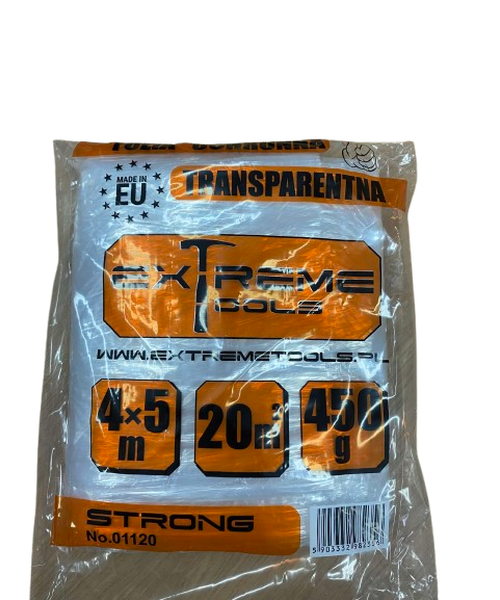 FOLIA OCHRONNA
MADE IN
EU
TRANSPARENTNA
EXTREME
TOOLS
WWW.EXTREMETOOLS.PL
4×5
m
20m²
450
g
STRONG
No.01120